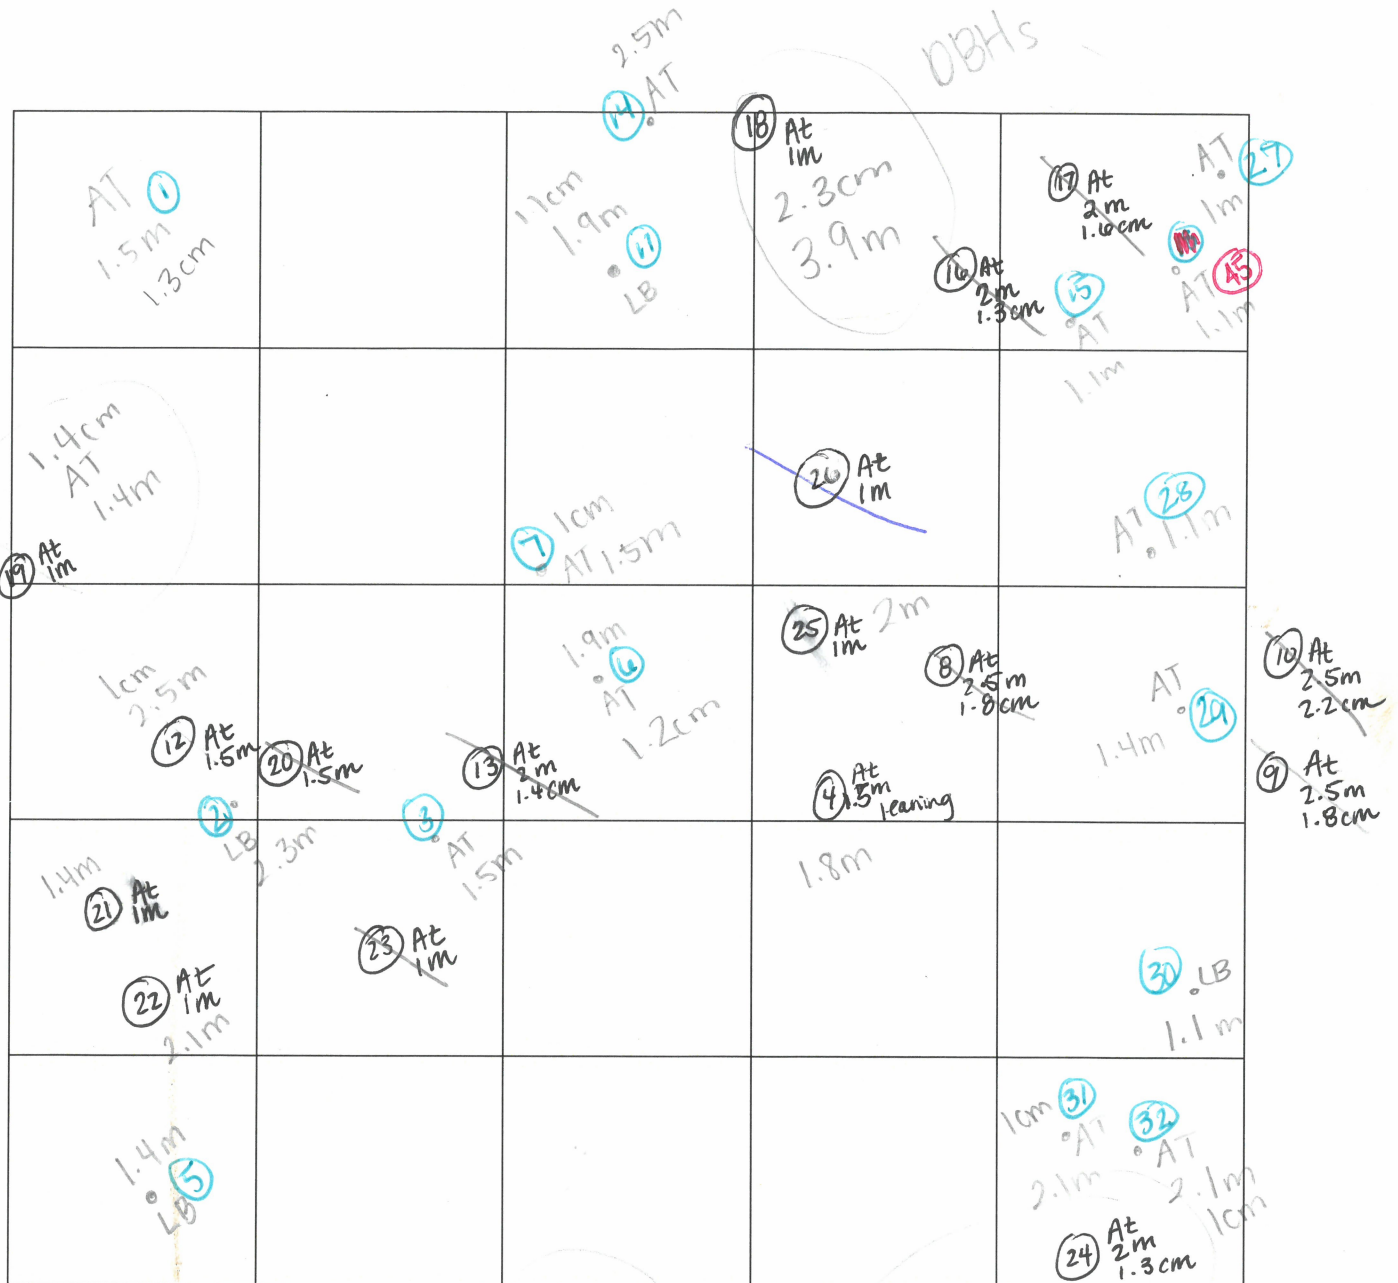 DBHs
2.5m
14 AT
18 At
1m
2.3cm
3.9m
AT 1
1.5m
1.3cm
1.9m
11
LB
17 At
2m
1.6cm
AT 27
1m
16 At
2m
1.3cm
15
AT
1.1m
45
AT
1.1m
1.4cm
AT
1.4m
19 At
1m
26 At
1m
28
AT 1.1m
1cm
7 AT 1.5m
25 At
1m
2m
8 At
2.5m
1.8cm
1.9m
6
AT
1.2cm
AT
29
1.4m
10 At
2.5m
2.2cm
9 At
2.5m
1.8cm
1cm
2.5m
12 At
1.5m
20 At
1.5m
13 At
2m
1.4cm
4 At
1.5m
leaning
1.8m
2
LB
2.3m
3
AT
1.5m
1.4m
21 At
1m
23 At
1m
22 At
1m
2.1m
30 LB
1.1m
1.4m
5
LB
1cm 31
AT
2.1m
32
AT
2.1m
1cm
24 At
2m
1.3cm